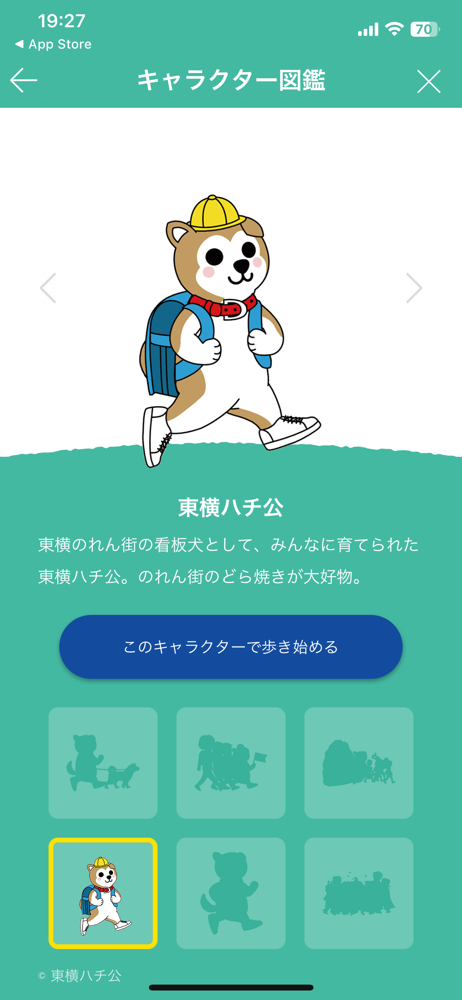 19:27
70
◀ App Store
キャラクター図鑑
東横ハチ公
東横のれん街の看板犬として、みんなに育てられた
東横ハチ公。のれん街のどら焼きが大好物。
このキャラクターで歩き始める
© 東横ハチ公